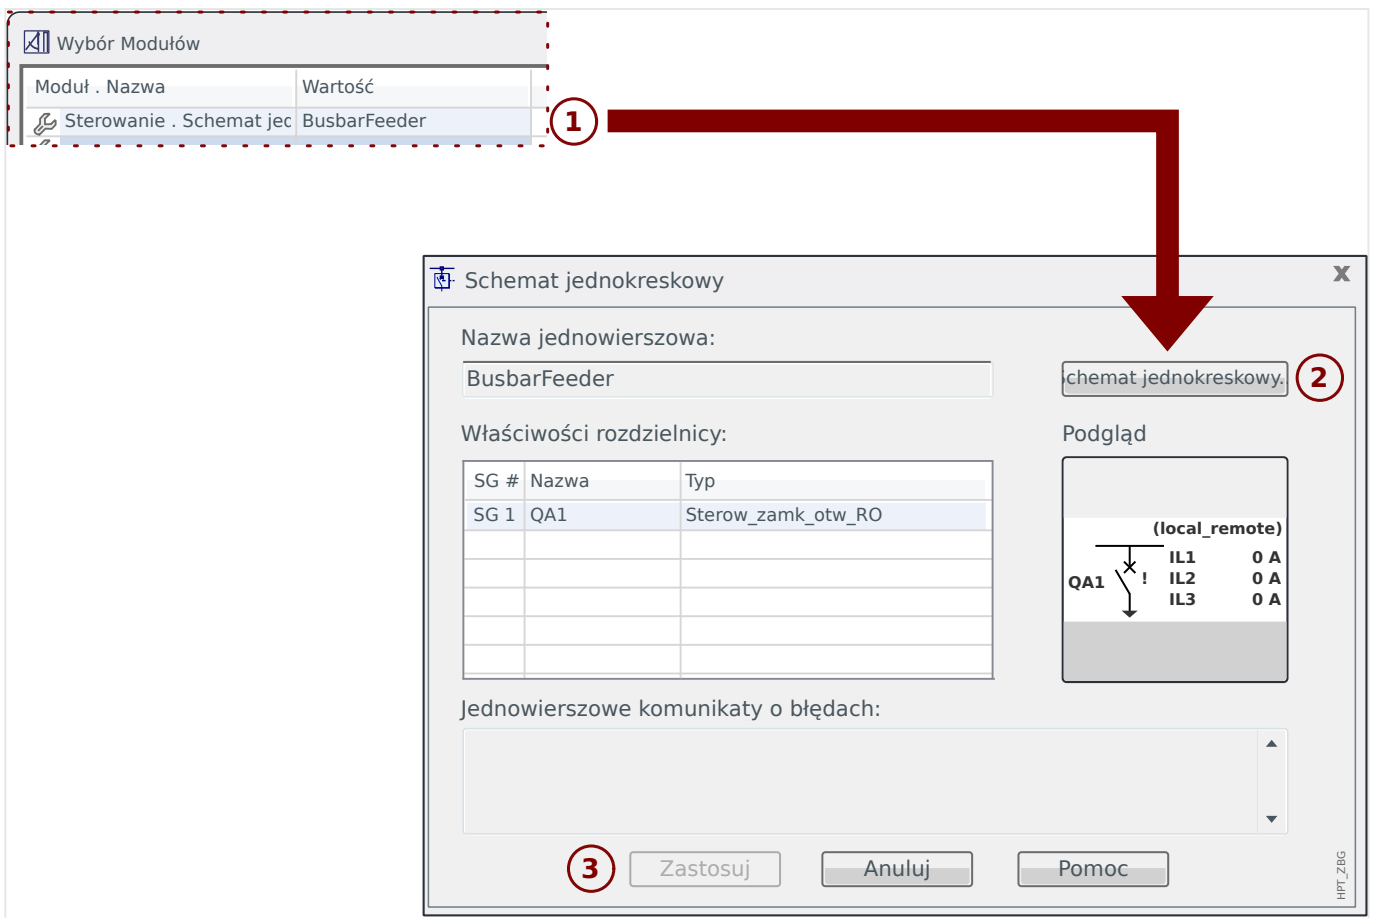 Wybór Modułów
Moduł . Nazwa Wartość
Sterowanie . Schemat jec BusbarFeeder
1
Schemat jednokreskowy X
Nazwa jednowierszowa:
BusbarFeeder
chemat jednokreskowy. 2
Właściwości rozdzielnicy: Podgląd
SG # Nazwa Typ
SG 1 QA1 Sterow_zamk_otw_RO
(local_remote)
IL1 0 A
QA1 ! IL2 0 A
IL3 0 A
Jednowierszowe komunikaty o błędach:
3 Zastosuj Anuluj Pomoc
HPT_ZBG